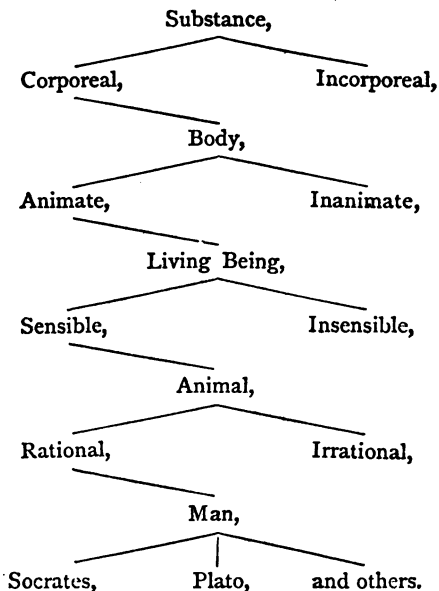 Substance,
Corporeal, Incorporeal,
Body,
Animate, Inanimate,
Living Being,
Sensible, Insensible,
Animal,
Rational, Irrational,
Man,
Socrates, Plato, and others.